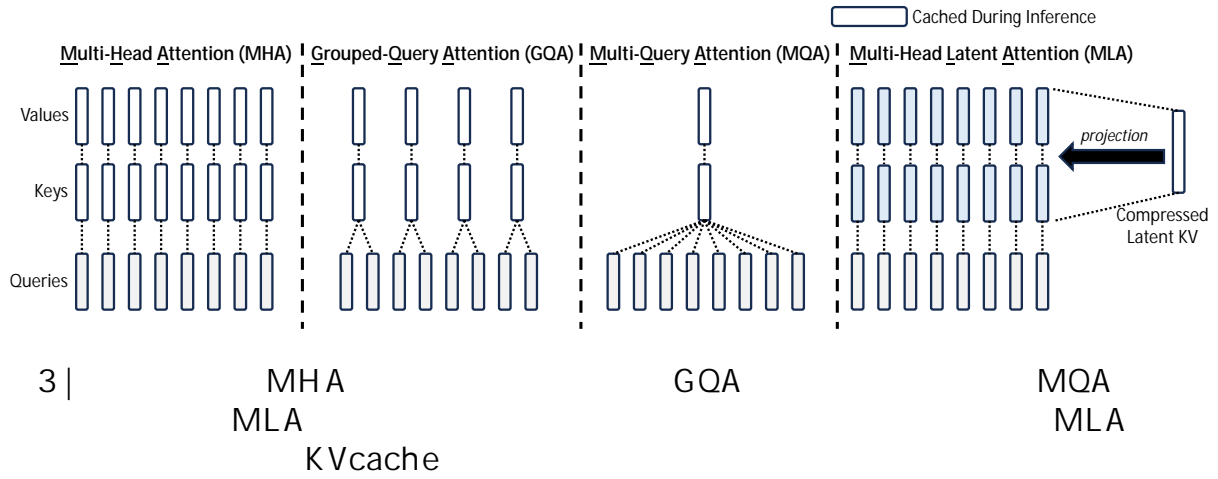 Cached During Inference
Multi-Head Attention (MHA)
Grouped-Query Attention (GQA)
Multi-Query Attention (MQA)
Multi-Head Latent Attention (MLA)
Values
Keys
Queries
projection
Compressed
Latent KV
3 | MHA GQA MQA
MLA MLA
KVcache